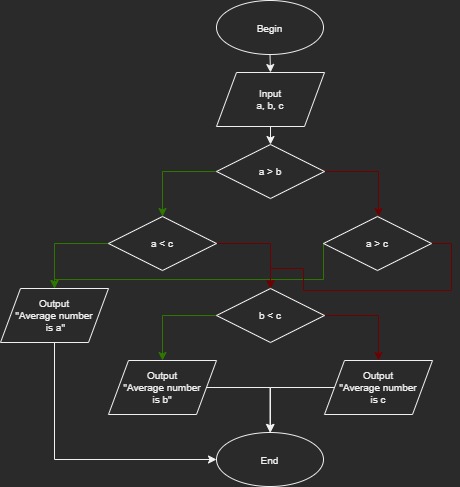 Begin
Input
a, b, c
a > b
a < c
a > c
Output
"Average number
is a"
b < c
Output
"Average number
is b"
Output
"Average number
is c
End